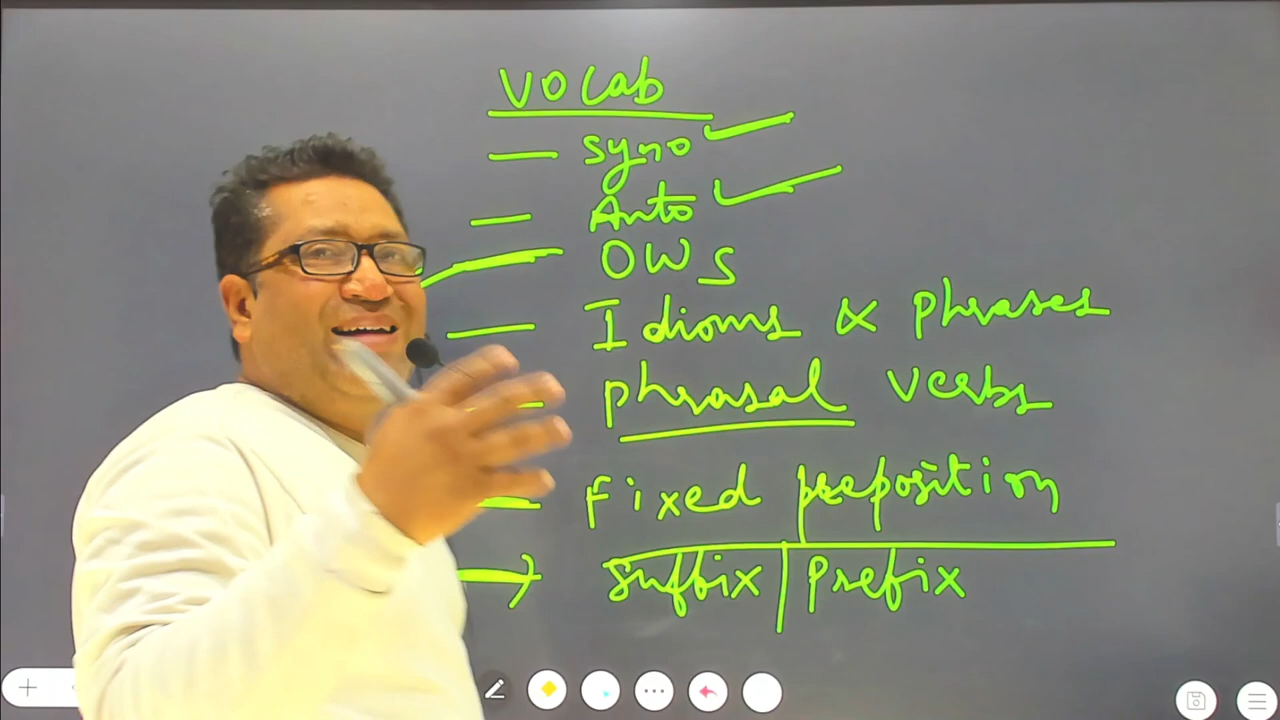 Vocab
syno
Anto
OWS
Idioms & Phrases
phrasal verbs
Fixed preposition
suffix | prefix